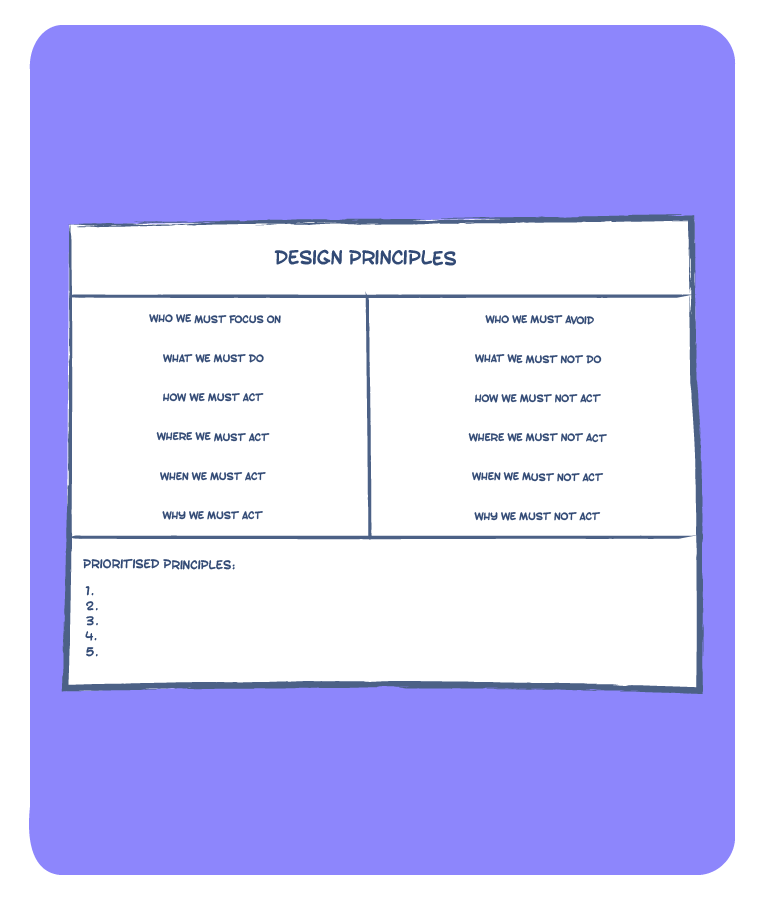 DESIGN PRINCIPLES
WHO WE MUST FOCUS ON
WHAT WE MUST DO
HOW WE MUST ACT
WHERE WE MUST ACT
WHEN WE MUST ACT
WHY WE MUST ACT
WHO WE MUST AVOID
WHAT WE MUST NOT DO
HOW WE MUST NOT ACT
WHERE WE MUST NOT ACT
WHEN WE MUST NOT ACT
WHY WE MUST NOT ACT
PRIORITISED PRINCIPLES:
1.
2.
3.
4.
5.